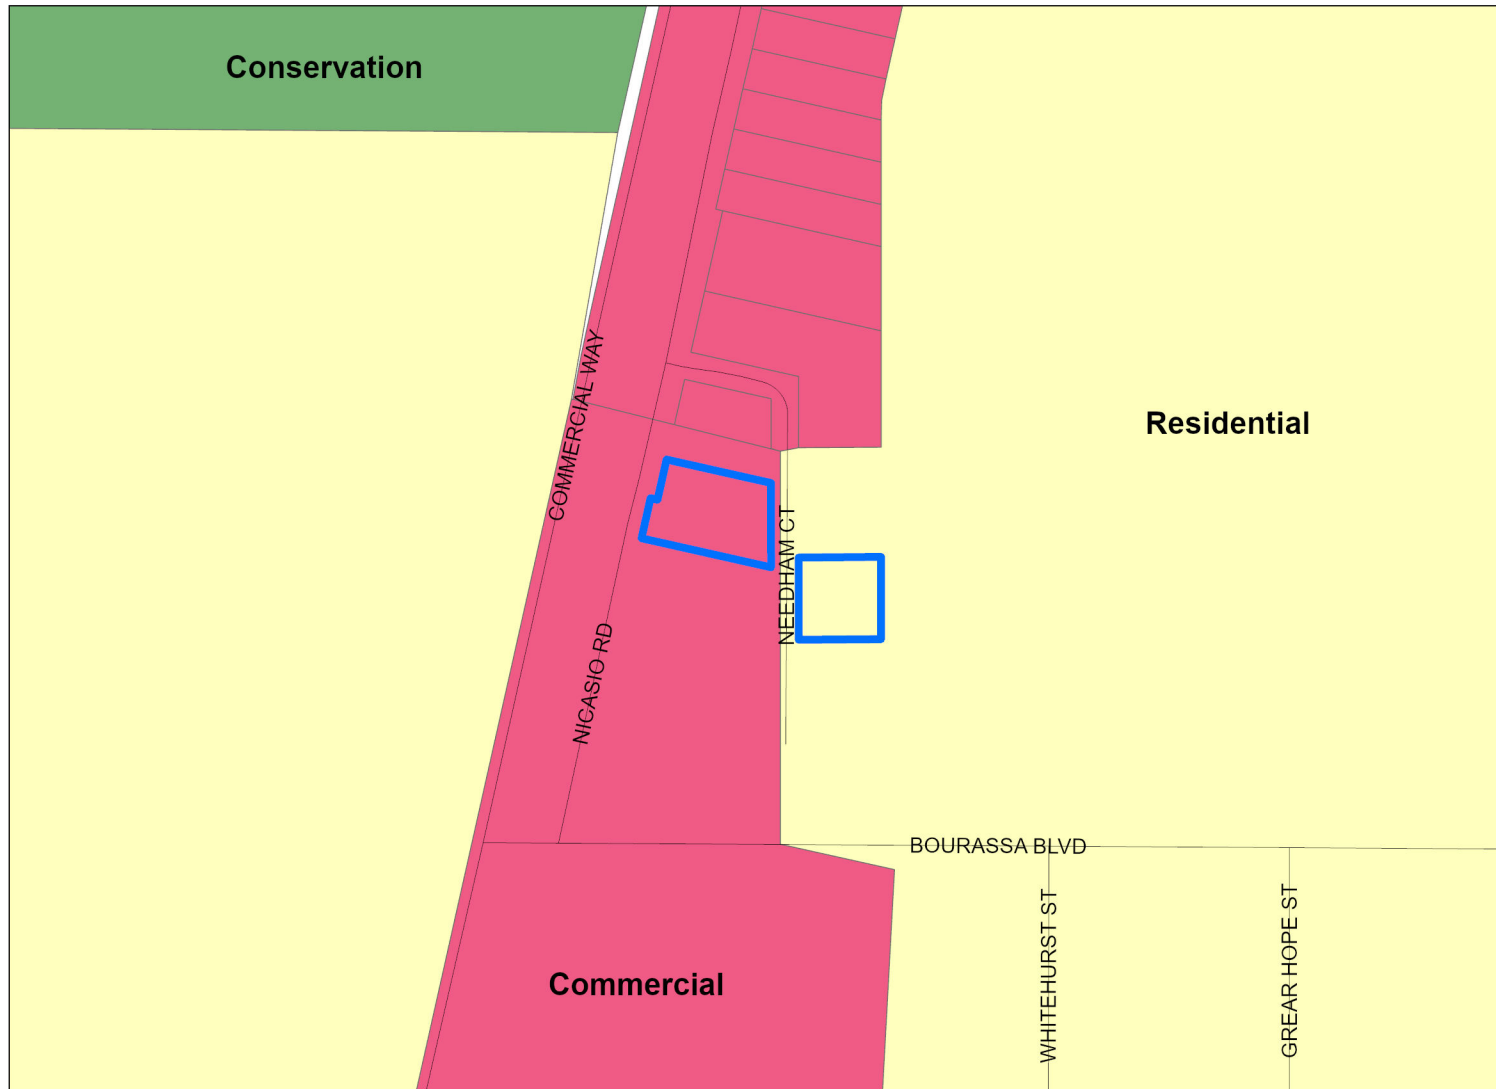 Conservation
COMMERCIAL WAY
Residential
NEEDHAM CT
NICASIO RD
BOURASSA BLVD
WHITEHURST ST
GREAR HOPE ST
Commercial